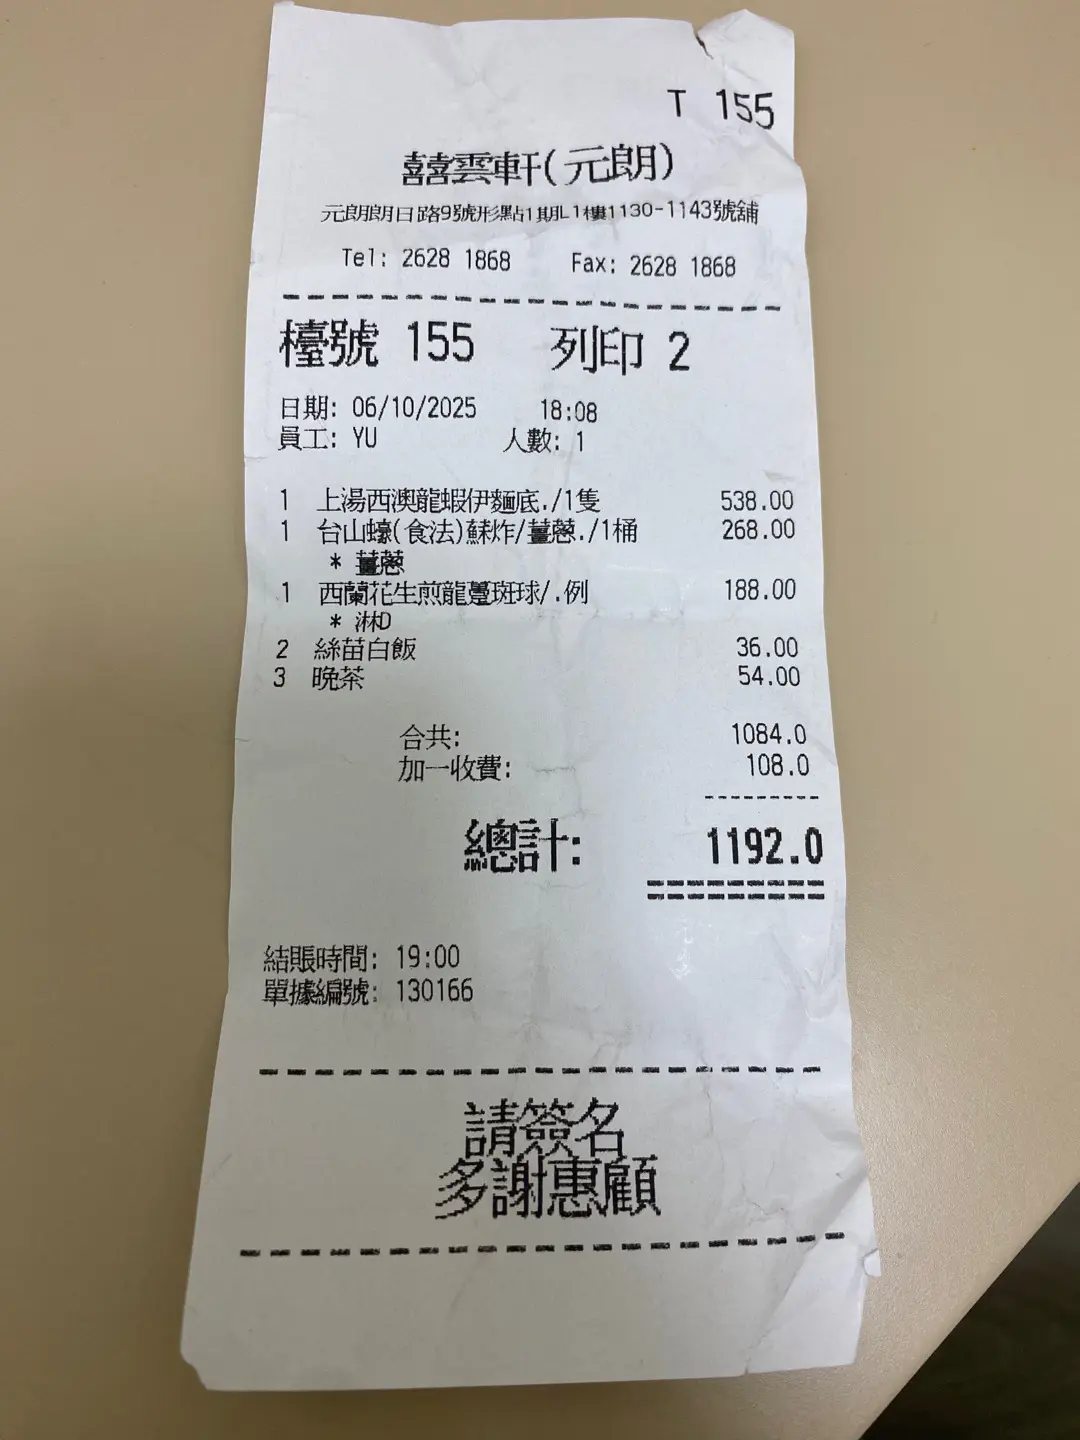 T 155
囍雲軒(元朗)
元朗朗日路9號形點1期L1樓1130-1143號舖
Tel: 2628 1868 Fax: 2628 1868
檯號 155 列印 2
日期: 06/10/2025 18:08
員工: YU 人數: 1
1 上湯西澳龍蝦伊麵底./1隻 538.00
1 台山蠔(食法)蘇炸/薑蔥./1桶 268.00
* 薑蔥
1 西蘭花生煎龍躉斑球/.例 188.00
* 淋D
2 絲苗白飯 36.00
3 晚茶 54.00
合共: 1084.0
加一收費: 108.0
總計: 1192.0
結賬時間: 19:00
單據編號: 130166
請簽名
多謝惠顧